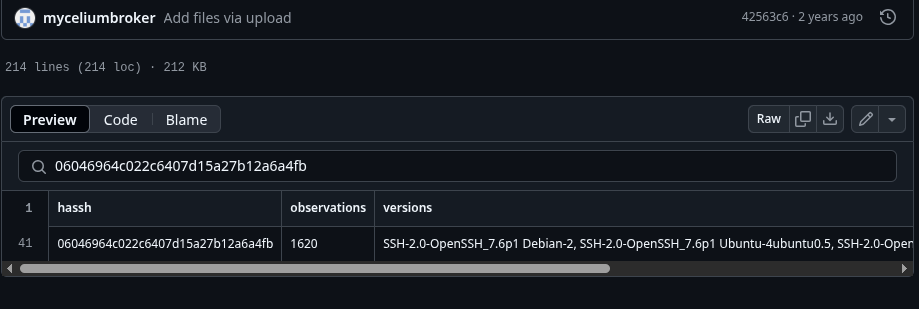 myceliumbroker Add files via upload 42563c6 · 2 years ago
214 lines (214 loc) · 212 KB
Preview Code Blame Raw
06046964c022c6407d15a27b12a6a4fb
1 hassh observations versions
41 06046964c022c6407d15a27b12a6a4fb 1620 SSH-2.0-OpenSSH_7.6p1 Debian-2, SSH-2.0-OpenSSH_7.6p1 Ubuntu-4ubuntu0.5, SSH-2.0-Oper